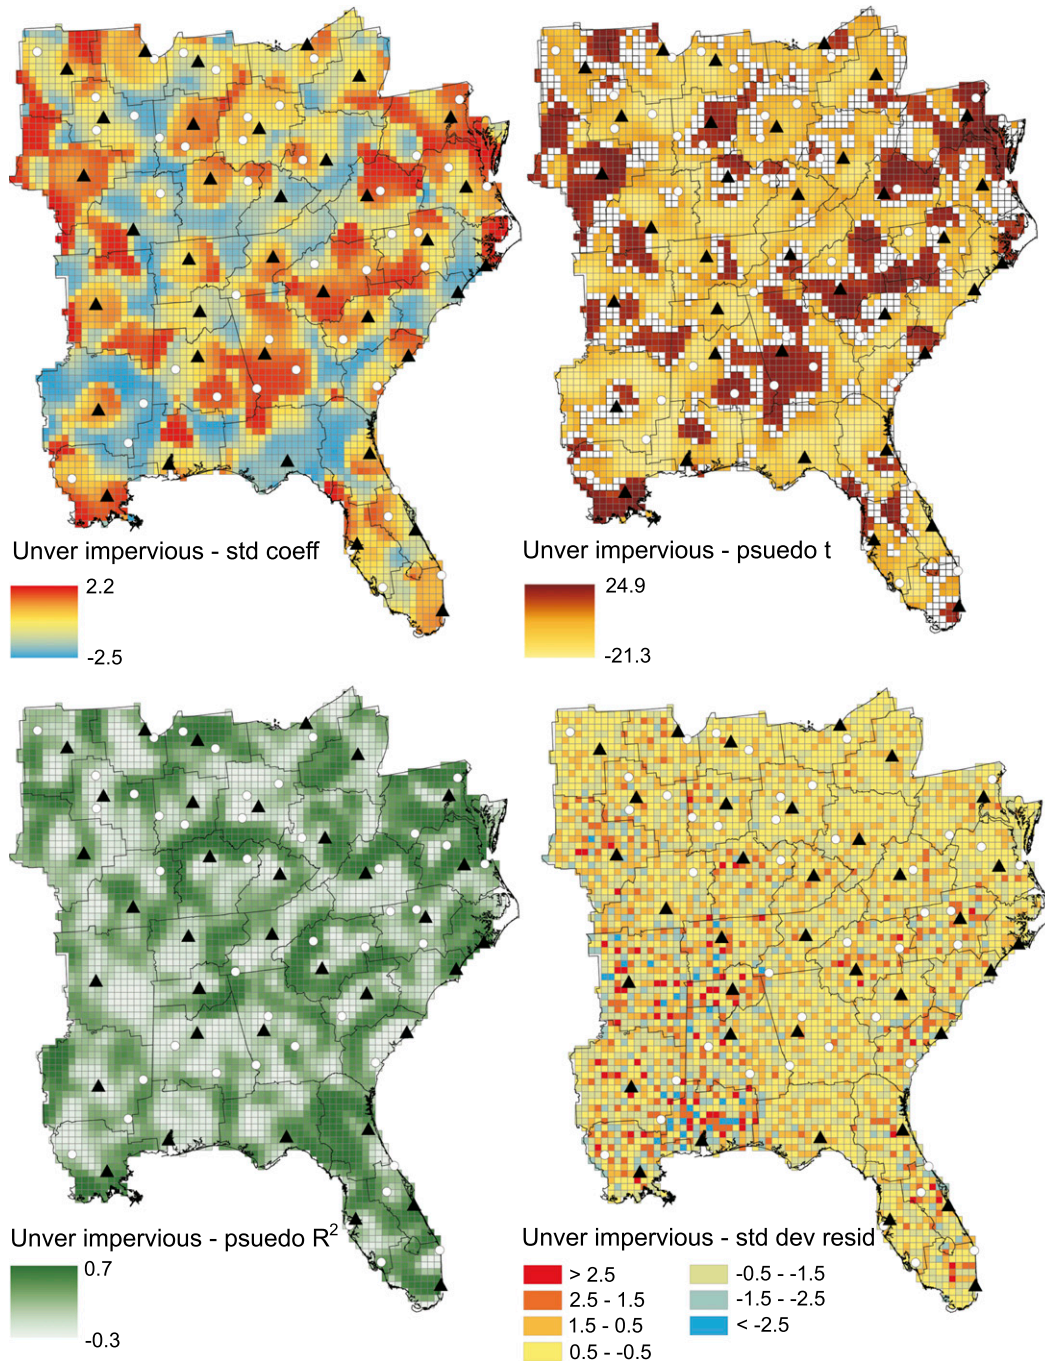 Unver impervious - std coeff
2.2
-2.5
Unver impervious - psuedo t
24.9
-21.3
Unver impervious - psuedo R²
0.7
-0.3
Unver impervious - std dev resid
> 2.5
2.5 - 1.5
1.5 - 0.5
0.5 - -0.5
-0.5 - -1.5
-1.5 - -2.5
< -2.5